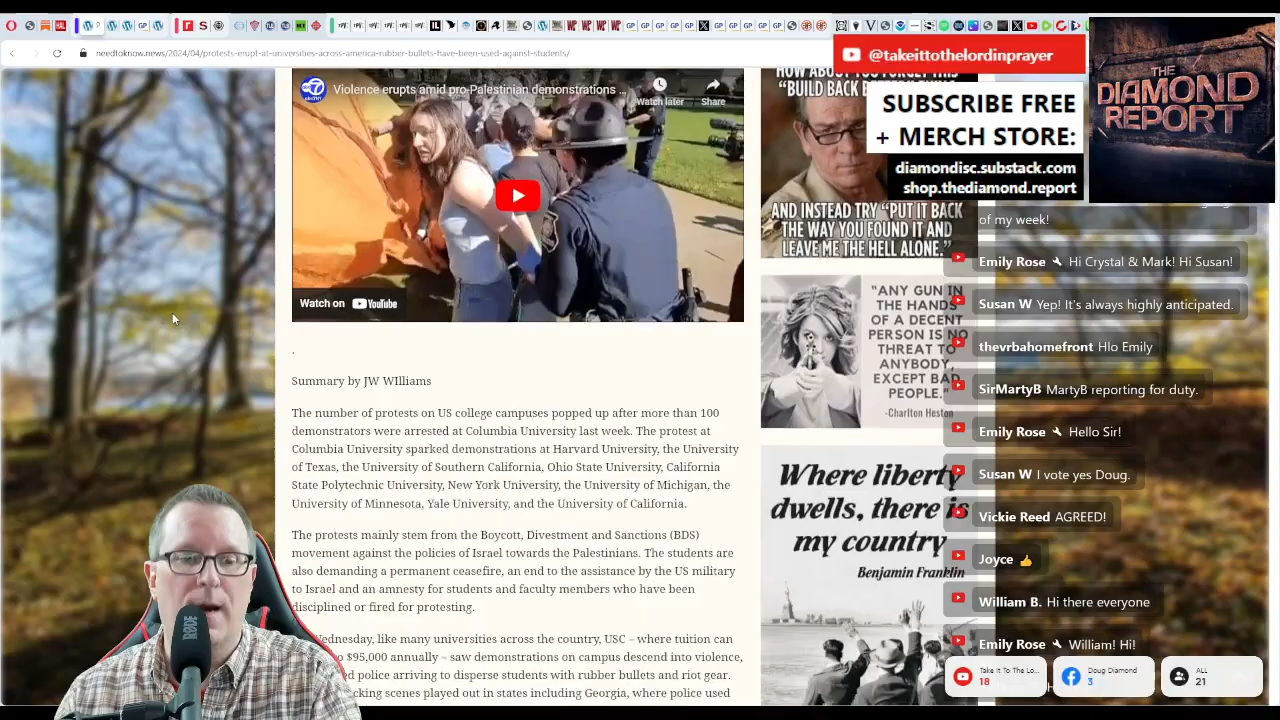 needtoknow.news/2024/04/protests-erupt-at-universities-across-america-rubber-bullets-have-been-used-against-students/
@takeittothelordinprayer
SUBSCRIBE FREE
+ MERCH STORE:
diamondisc.substack.com
shop.thediamond.report
THE
DIAMOND
REPORT
Violence erupts amid pro-Palestinian demonstrations ...
Watch later
Share
Watch on YouTube
"BUILD BACK
AND INSTEAD TRY "PUT IT BACK
THE WAY YOU FOUND IT AND
LEAVE ME THE HELL ALONE."
"ANY GUN IN
THE HANDS
OF A DECENT
PERSON IS NO
THREAT TO
ANYBODY,
EXCEPT BAD
PEOPLE."
-Charlton Heston
Where liberty
dwells, there is
my country
Benjamin Franklin
.
Summary by JW WIlliams
The number of protests on US college campuses popped up after more than 100
demonstrators were arrested at Columbia University last week. The protest at
Columbia University sparked demonstrations at Harvard University, the University
of Texas, the University of Southern California, Ohio State University, California
Polytechnic University, New York University, the University of Michigan, the
University of Minnesota, Yale University, and the University of California.
The protests mainly stem from the Boycott, Divestment and Sanctions (BDS)
movement against the policies of Israel towards the Palestinians. The students are
manding a permanent ceasefire, an end to the assistance by the US military
to Israel and an amnesty for students and faculty members who have been
disciplined or fired for protesting.
Wednesday, like many universities across the country, USC – where tuition can
$95,000 annually – saw demonstrations on campus descend into violence,
police arriving to disperse students with rubber bullets and riot gear.
cking scenes played out in states including Georgia, where police used
of my week!
Emily Rose Hi Crystal & Mark! Hi Susan!
Susan W Yep! It's always highly anticipated.
thevrbahomefront Hlo Emily
SirMartyB MartyB reporting for duty.
Emily Rose Hello Sir!
Susan W I vote yes Doug.
Vickie Reed AGREED!
Joyce 👍
William B. Hi there everyone
Emily Rose William! Hi!
Take It To The Lo...
18
Doug Diamond
3
ALL
21
RØDE